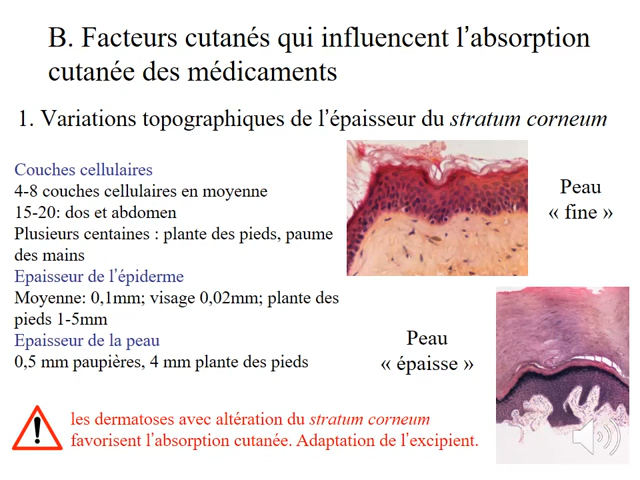 B. Facteurs cutanés qui influencent l’absorption
cutanée des médicaments
1. Variations topographiques de l’épaisseur du stratum corneum
Couches cellulaires
4-8 couches cellulaires en moyenne
15-20: dos et abdomen
Plusieurs centaines : plante des pieds, paume
des mains
Epaisseur de l’épiderme
Moyenne: 0,1mm; visage 0,02mm; plante des
pieds 1-5mm
Epaisseur de la peau
0,5 mm paupières, 4 mm plante des pieds
Peau
« fine »
Peau
« épaisse »
les dermatoses avec altération du stratum corneum
favorisent l’absorption cutanée. Adaptation de l’excipient.